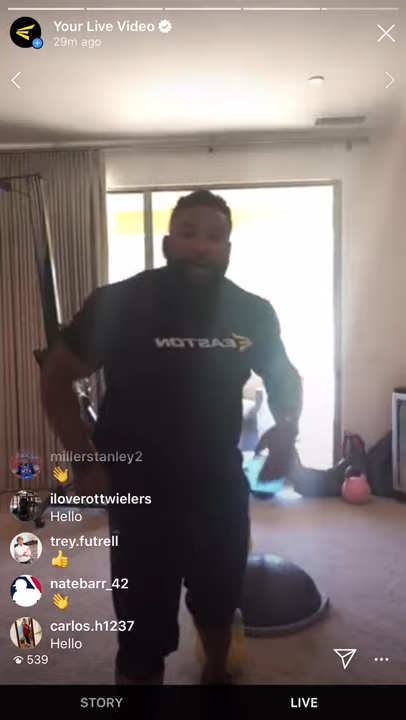 Your Live Video
29m ago
EASTON
millerstanley2
👋
iloverottwielers
Hello
trey.futrell
👍
natebarr_42
👋
carlos.h1237
Hello
539
STORY
LIVE